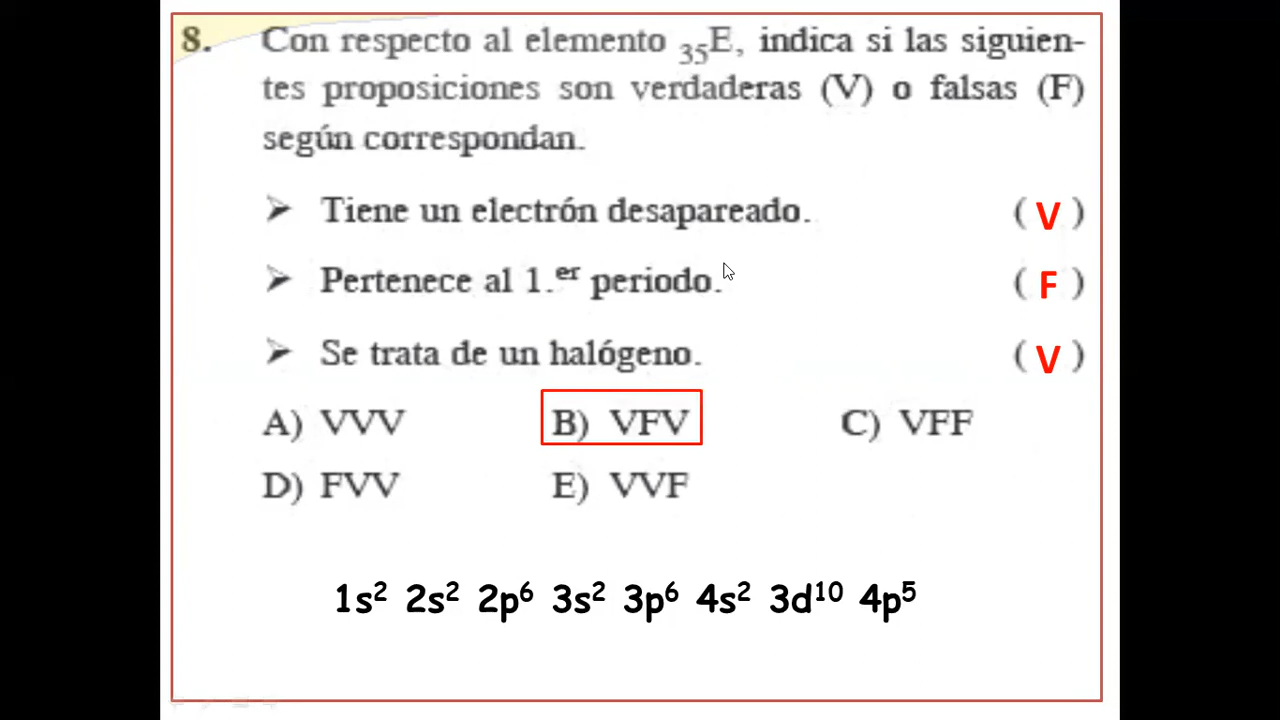 8. Con respecto al elemento ₃₅E, indica si las siguien-
tes proposiciones son verdaderas (V) o falsas (F)
según correspondan.
➢ Tiene un electrón desapareado. ( V )
➢ Pertenece al 1.er periodo. ( F )
➢ Se trata de un halógeno. ( V )
A) VVV B) VFV C) VFF
D) FVV E) VVF
1s² 2s² 2p⁶ 3s² 3p⁶ 4s² 3d¹⁰ 4p⁵